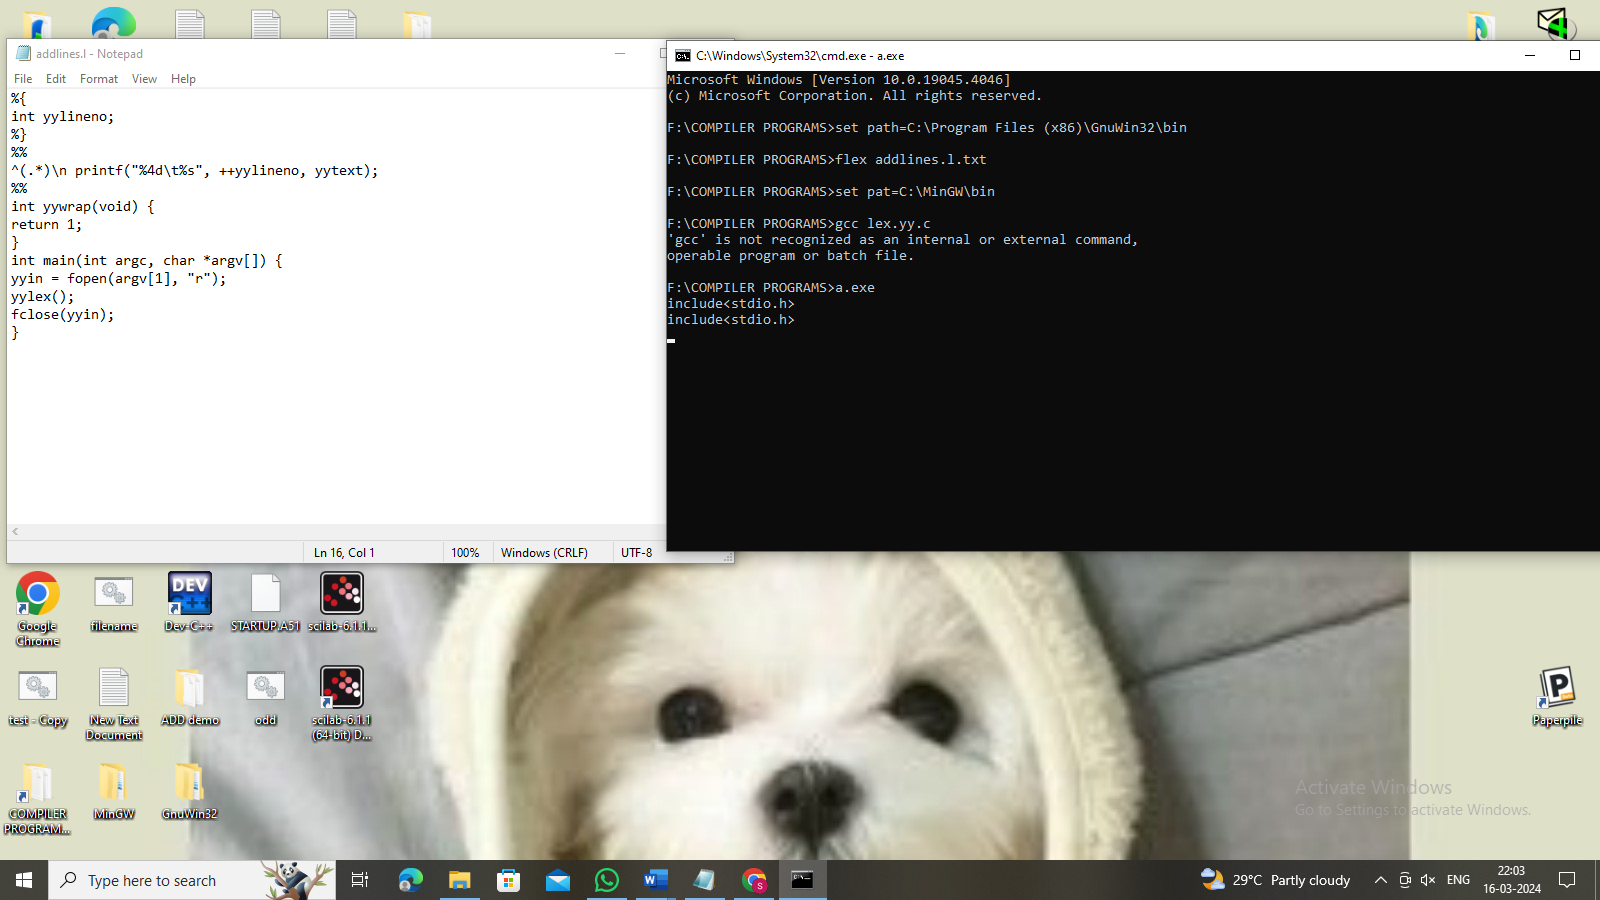 addlines.l - Notepad
File Edit Format View Help
%{
int yylineno;
%}
%%
^(.*)\n printf("%4d\t%s", ++yylineno, yytext);
%%
int yywrap(void) {
return 1;
}
int main(int argc, char *argv[]) {
yyin = fopen(argv[1], "r");
yylex();
fclose(yyin);
}
Ln 16, Col 1
100%
Windows (CRLF)
UTF-8
C:\Windows\System32\cmd.exe - a.exe
Microsoft Windows [Version 10.0.19045.4046]
(c) Microsoft Corporation. All rights reserved.
F:\COMPILER PROGRAMS>set path=C:\Program Files (x86)\GnuWin32\bin
F:\COMPILER PROGRAMS>flex addlines.l.txt
F:\COMPILER PROGRAMS>set pat=C:\MinGW\bin
F:\COMPILER PROGRAMS>gcc lex.yy.c
'gcc' is not recognized as an internal or external command,
operable program or batch file.
F:\COMPILER PROGRAMS>a.exe
include<stdio.h>
include<stdio.h>
Google
Chrome
filename
DEV
C++
Dev-C++
STARTUP.A51
scilab-6.1.1...
test - Copy
New Text
Document
ADD demo
odd
scilab-6.1.1
(64-bit) D...
COMPILER
PROGRAM...
MinGW
GnuWin32
P
Paperpile
Activate Windows
Go to Settings to activate Windows.
Type here to search
29°C Partly cloudy
ENG
22:03
16-03-2024